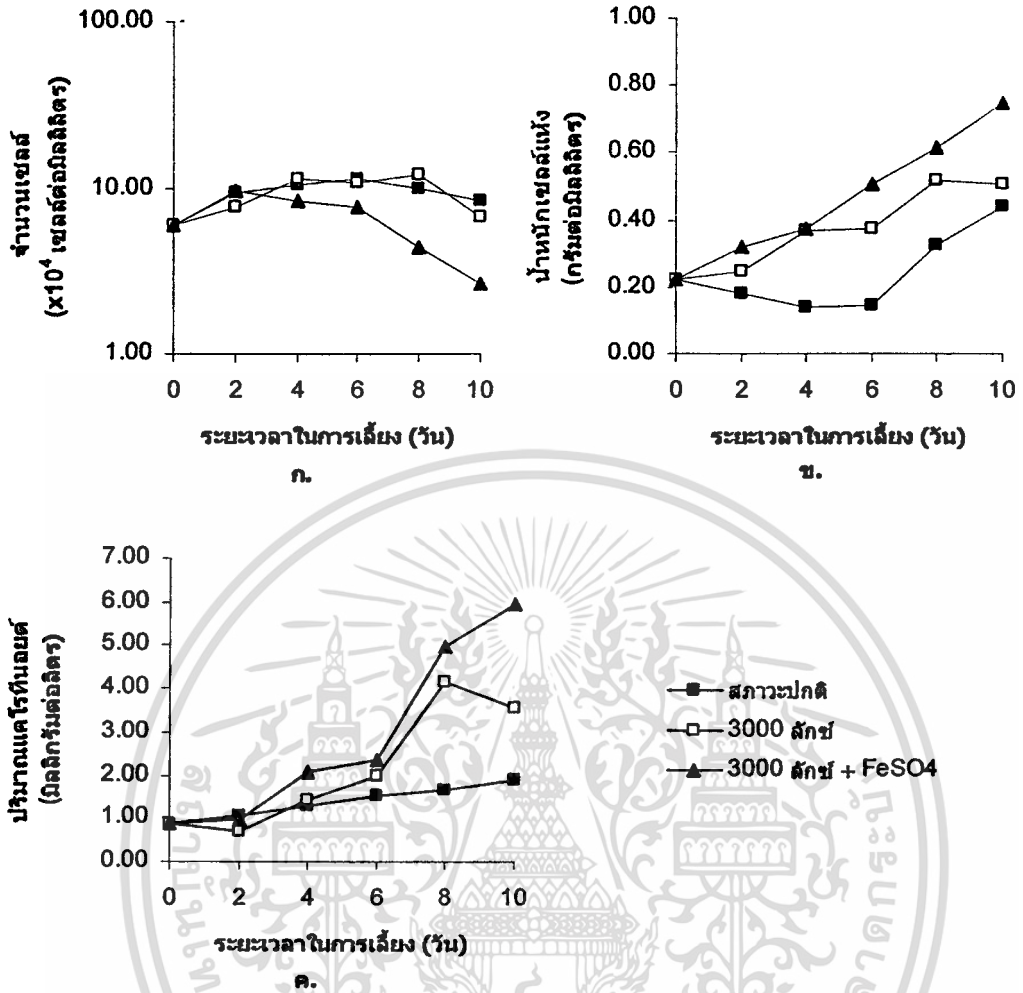 จำนวนเซลล์
(x10⁴ เซลล์ต่อมิลลิลิตร)
100.00
10.00
1.00
0 2 4 6 8 10
ระยะเวลาในการเลี้ยง (วัน)
ก.
น้ำหนักเซลล์แห้ง
(กรัมต่อมิลลิลิตร)
1.00
0.80
0.60
0.40
0.20
0.00
0 2 4 6 8 10
ระยะเวลาในการเลี้ยง (วัน)
ข.
ปริมาณแคโรทีนอยด์
(มิลลิกรัมต่อลิตร)
7.00
6.00
5.00
4.00
3.00
2.00
1.00
0.00
0 2 4 6 8 10
ระยะเวลาในการเลี้ยง (วัน)
ค.
สภาวะปกติ
3000 ลักซ์
3000 ลักซ์ + FeSO4